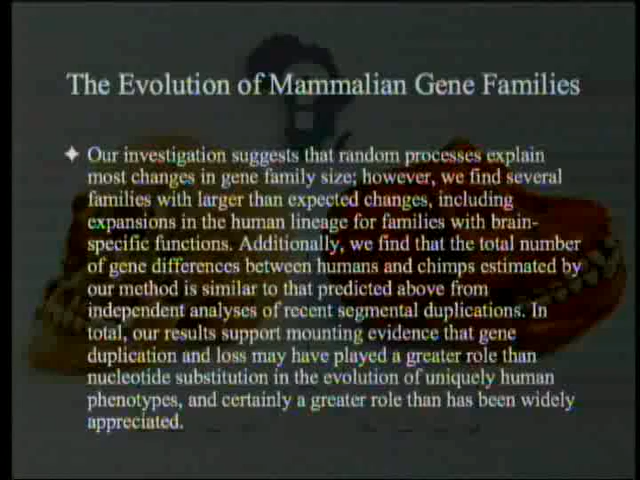 The Evolution of Mammalian Gene Families
Our investigation suggests that random processes explain
most changes in gene family size; however, we find several
families with larger than expected changes, including
expansions in the human lineage for families with brain-
specific functions. Additionally, we find that the total number
of gene differences between humans and chimps estimated by
our method is similar to that predicted above from
independent analyses of recent segmental duplications. In
total, our results support mounting evidence that gene
duplication and loss may have played a greater role than
nucleotide substitution in the evolution of uniquely human
phenotypes, and certainly a greater role than has been widely
appreciated.